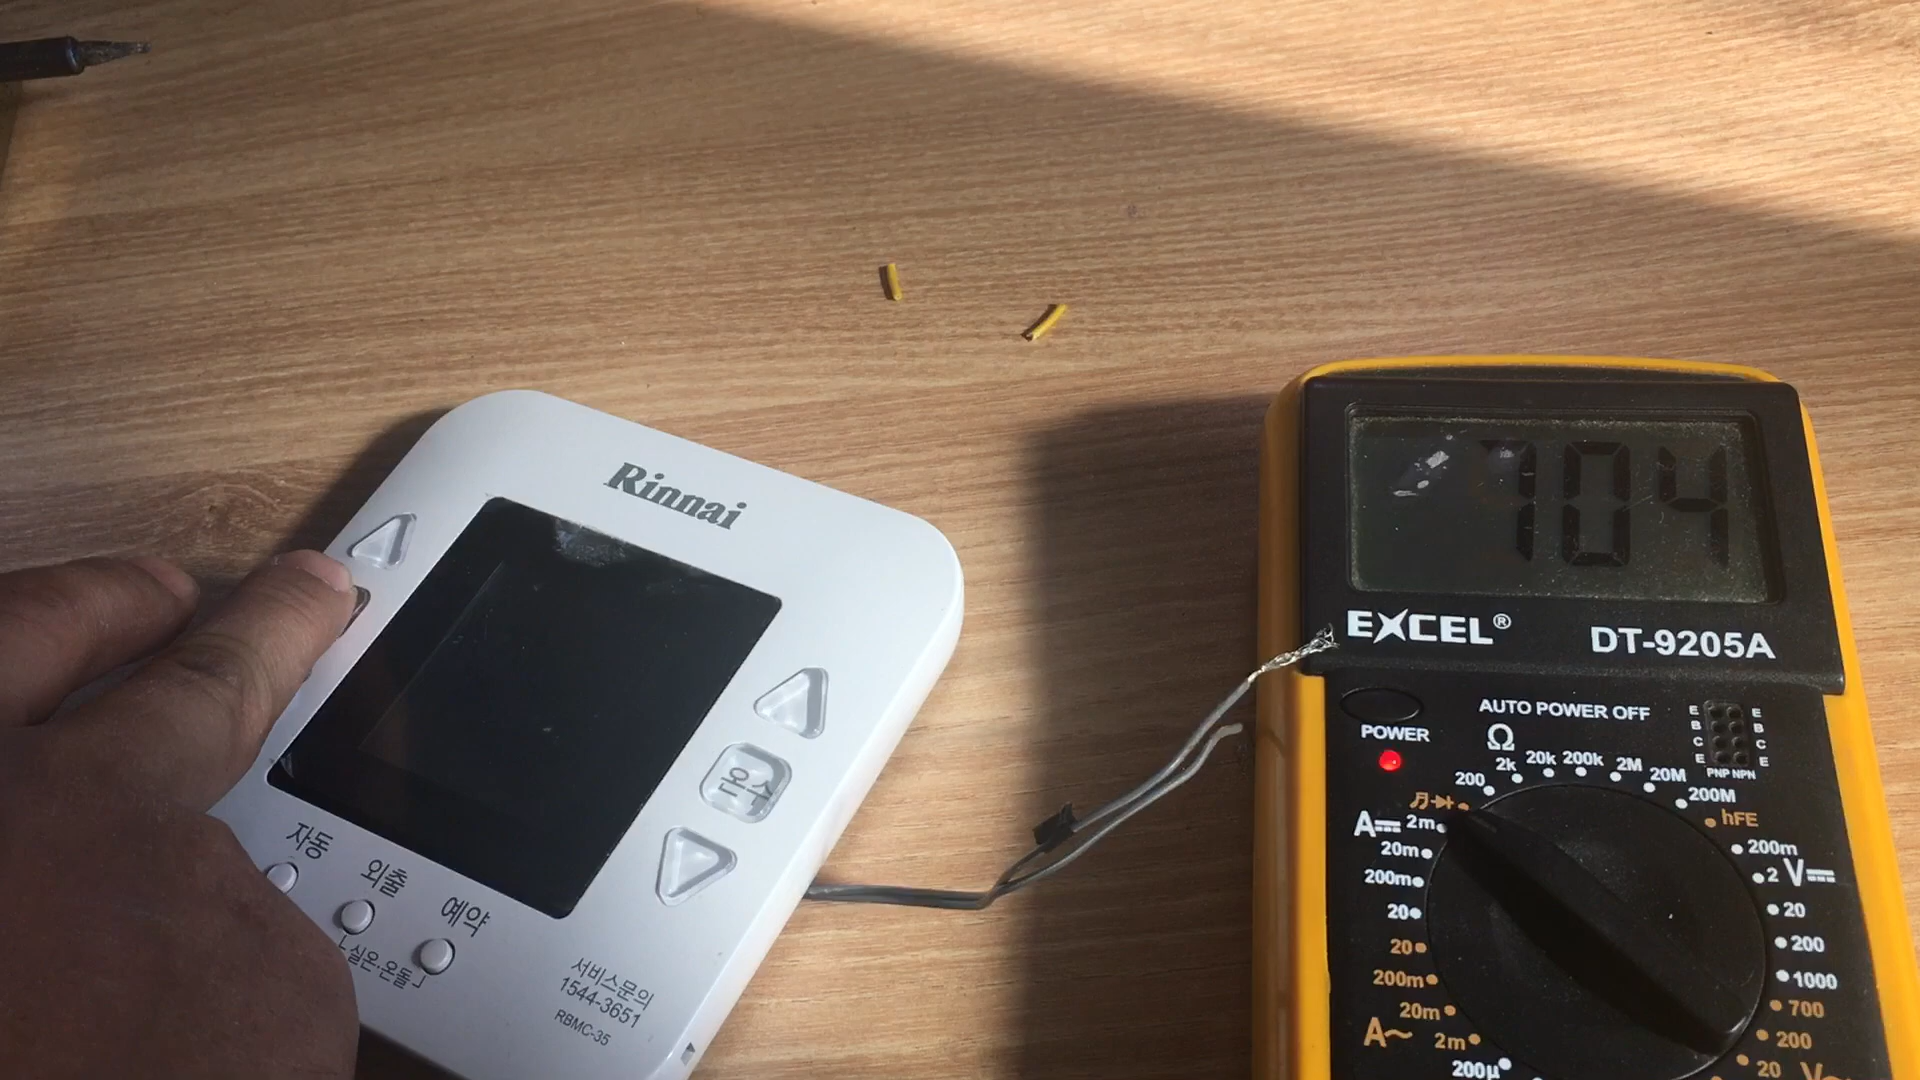 Rinnai
온수
자동
외출
예약
「실온·온돌」
서비스문의
1544-3651
RBMC-35
704
EXCEL®
DT-9205A
AUTO POWER OFF
POWER
Ω
200
2k
20k
200k
2M
20M
200M
hFE
E
B
C
E
E
B
C
E
PNP NPN
A⎓
2m
20m
200m
20
20
200m
20m
A~
2m
200µ
200m
2
V⎓
20
200
1000
700
200
20
V~